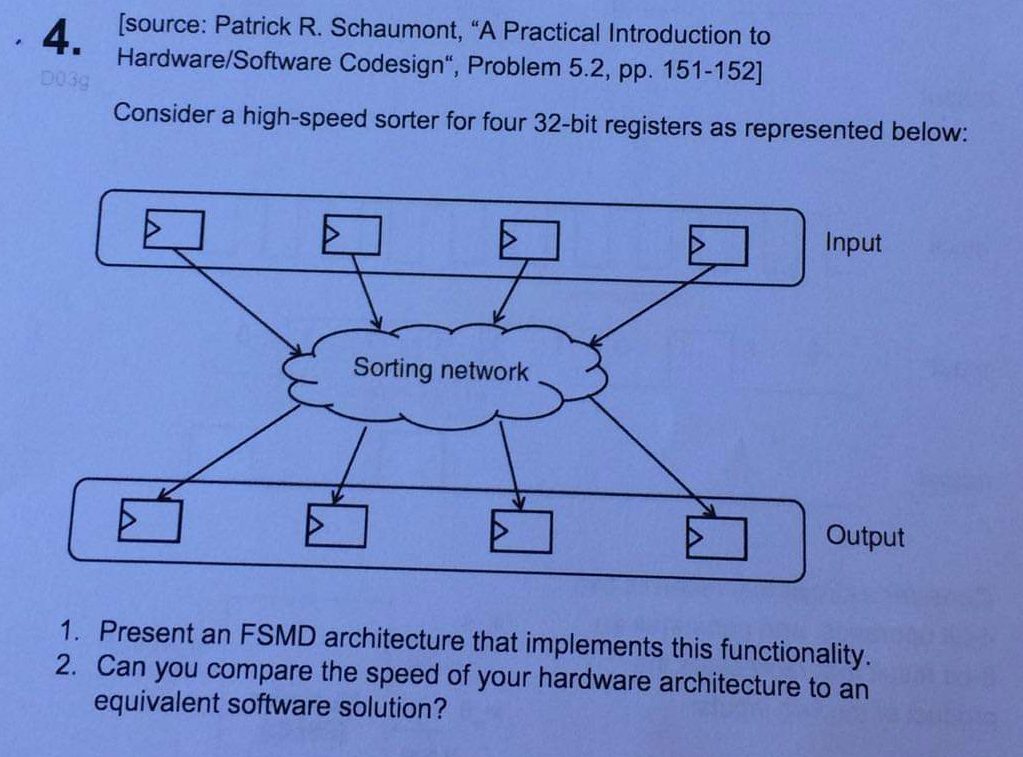 4. [source: Patrick R. Schaumont, "A Practical Introduction to
Hardware/Software Codesign", Problem 5.2, pp. 151-152]
D03g
Consider a high-speed sorter for four 32-bit registers as represented below:
Input
Sorting network
Output
1. Present an FSMD architecture that implements this functionality.
2. Can you compare the speed of your hardware architecture to an
equivalent software solution?